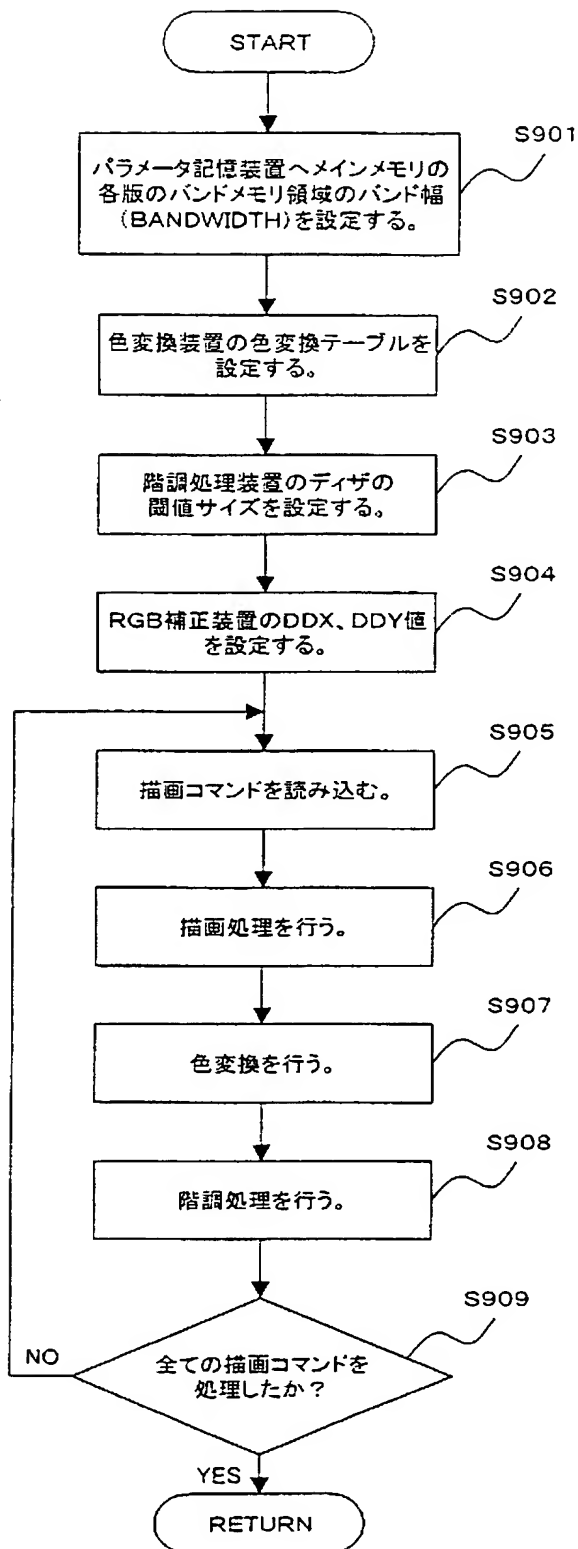 START
S901
パラメータ記憶装置へメインメモリの
各版のバンドメモリ領域のバンド幅
(BANDWIDTH)を設定する。
S902
色変換装置の色変換テーブルを
設定する。
S903
階調処理装置のディザの
閾値サイズを設定する。
S904
RGB補正装置のDDX、DDY値
を設定する。
S905
描画コマンドを読み込む。
S906
描画処理を行う。
S907
色変換を行う。
S908
階調処理を行う。
S909
NO
全ての描画コマンドを
処理したか？
YES
RETURN